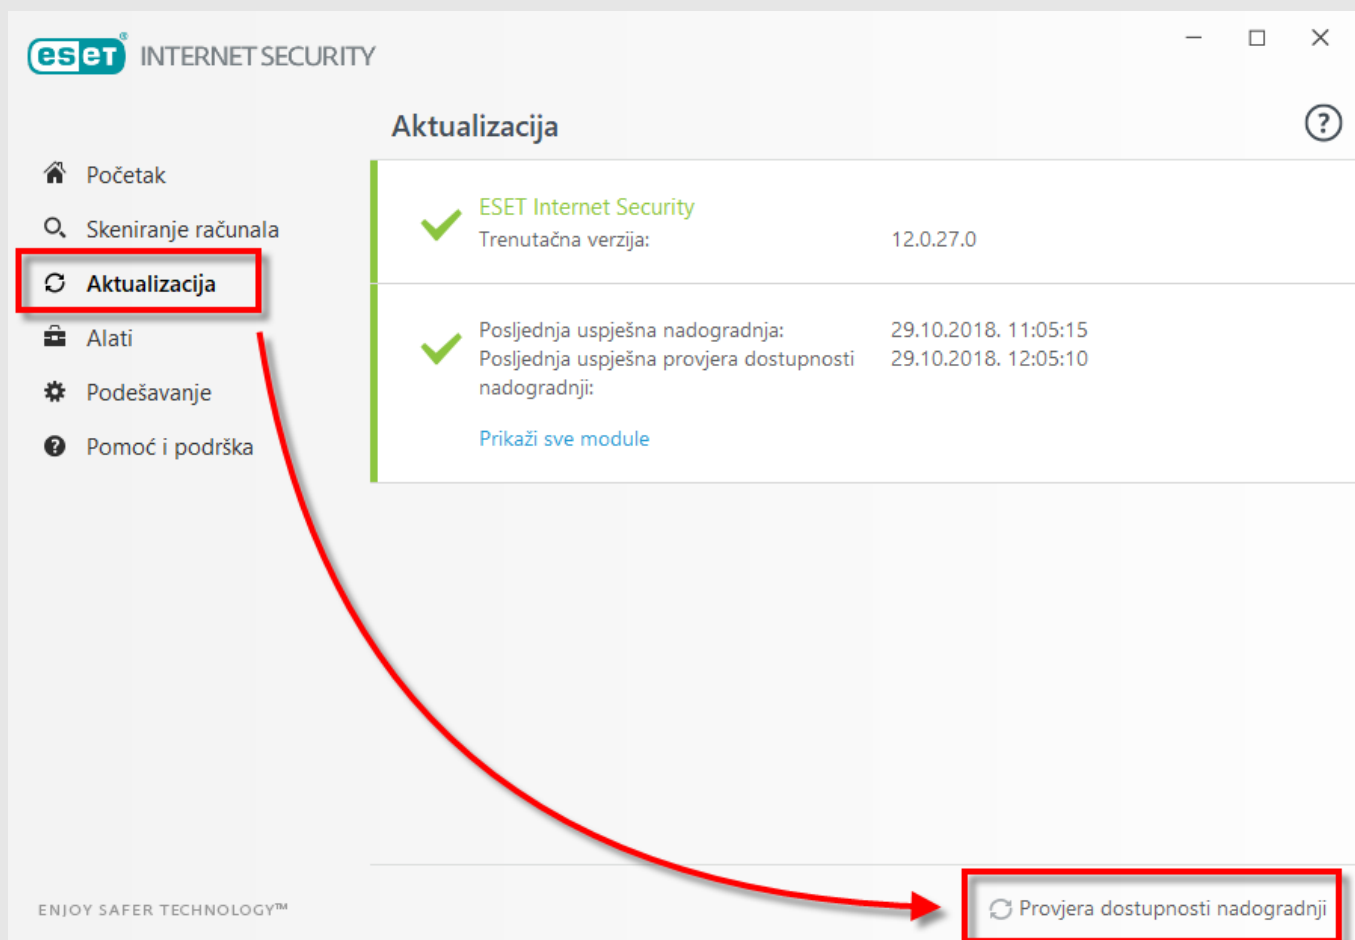 eset INTERNET SECURITY
Aktualizacija
Početak
Skeniranje računala
Aktualizacija
Alati
Podešavanje
Pomoć i podrška
ESET Internet Security
Trenutačna verzija: 12.0.27.0
Posljednja uspješna nadogradnja: 29.10.2018. 11:05:15
Posljednja uspješna provjera dostupnosti 29.10.2018. 12:05:10
nadogradnji:
Prikaži sve module
ENJOY SAFER TECHNOLOGY™
Provjera dostupnosti nadogradnji